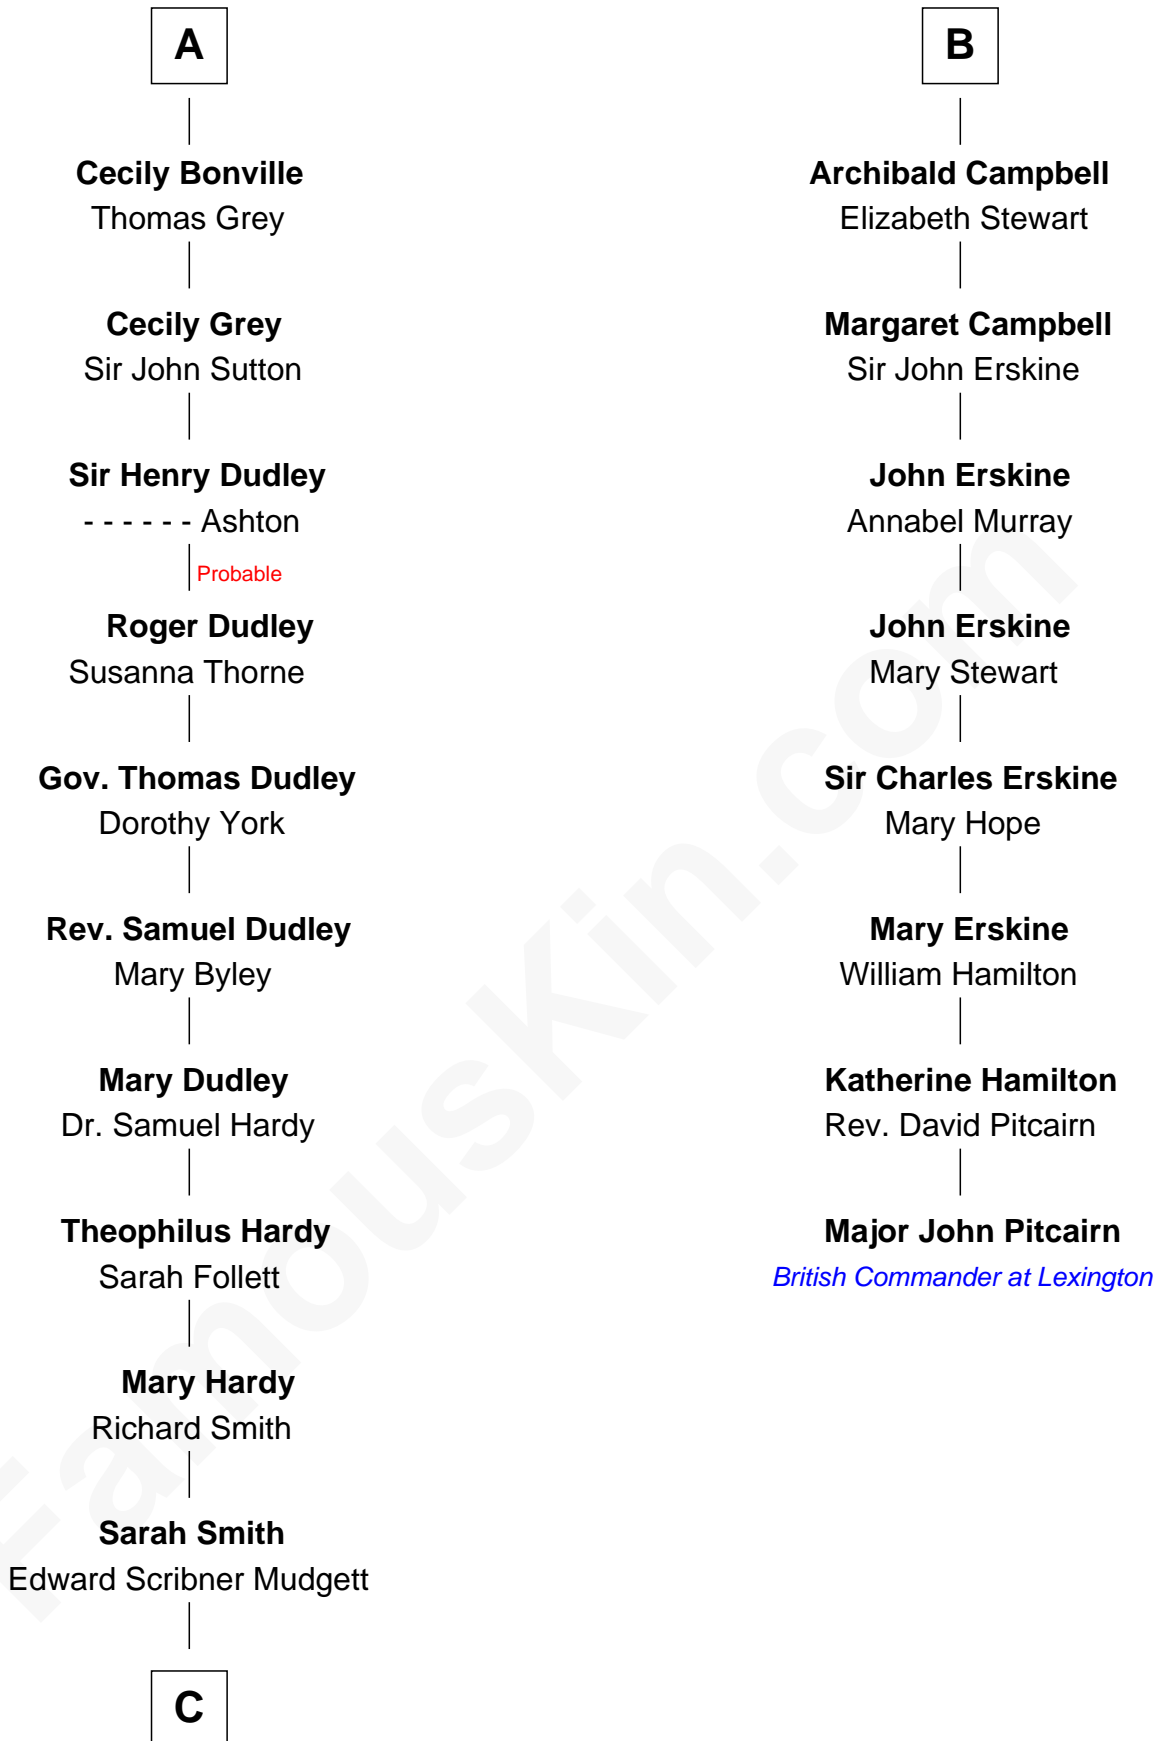 A
Cecily Bonville
Thomas Grey
Cecily Grey
Sir John Sutton
Sir Henry Dudley
- - - - - - Ashton
Probable
Roger Dudley
Susanna Thorne
Gov. Thomas Dudley
Dorothy York
Rev. Samuel Dudley
Mary Byley
Mary Dudley
Dr. Samuel Hardy
Theophilus Hardy
Sarah Follett
Mary Hardy
Richard Smith
Sarah Smith
Edward Scribner Mudgett
C
B
Archibald Campbell
Elizabeth Stewart
Margaret Campbell
Sir John Erskine
John Erskine
Annabel Murray
John Erskine
Mary Stewart
Sir Charles Erskine
Mary Hope
Mary Erskine
William Hamilton
Katherine Hamilton
Rev. David Pitcairn
Major John Pitcairn
British Commander at Lexington
FamousKin.com